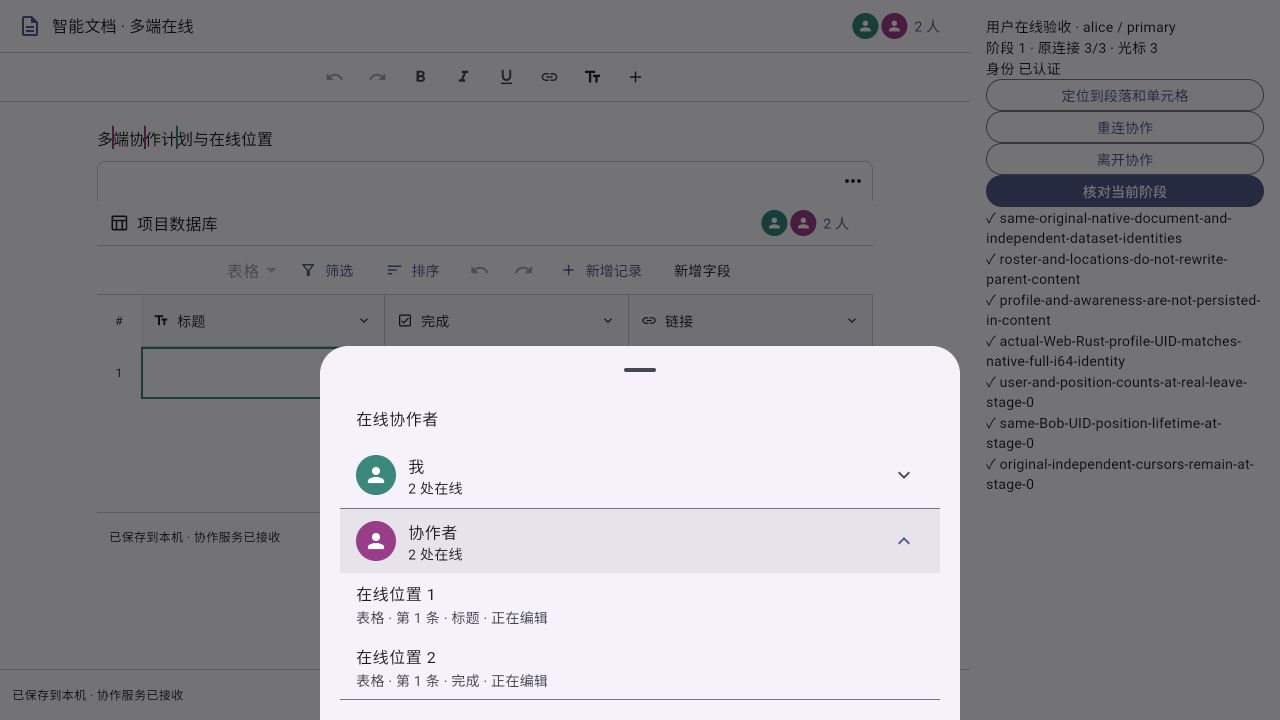 智能文档 · 多端在线
2 人
B I U Tт +
多端协作计划与在线位置
•••
项目数据库
2 人
表格 筛选 排序 + 新增记录 新增字段
# Tт 标题 完成 链接
1
已保存到本机 · 协作服务已接收
已保存到本机 · 协作服务已接收
在线协作者
我
2 处在线
协作者
2 处在线
在线位置 1
表格 · 第 1 条 · 标题 · 正在编辑
在线位置 2
表格 · 第 1 条 · 完成 · 正在编辑
用户在线验收 · alice / primary
阶段 1 · 原连接 3/3 · 光标 3
身份 已认证
定位到段落和单元格
重连协作
离开协作
核对当前阶段
✓ same-original-native-document-and-
independent-dataset-identities
✓ roster-and-locations-do-not-rewrite-
parent-content
✓ profile-and-awareness-are-not-persisted-
in-content
✓ actual-Web-Rust-profile-UID-matches-
native-full-i64-identity
✓ user-and-position-counts-at-real-leave-
stage-0
✓ same-Bob-UID-position-lifetime-at-
stage-0
✓ original-independent-cursors-remain-at-
stage-0